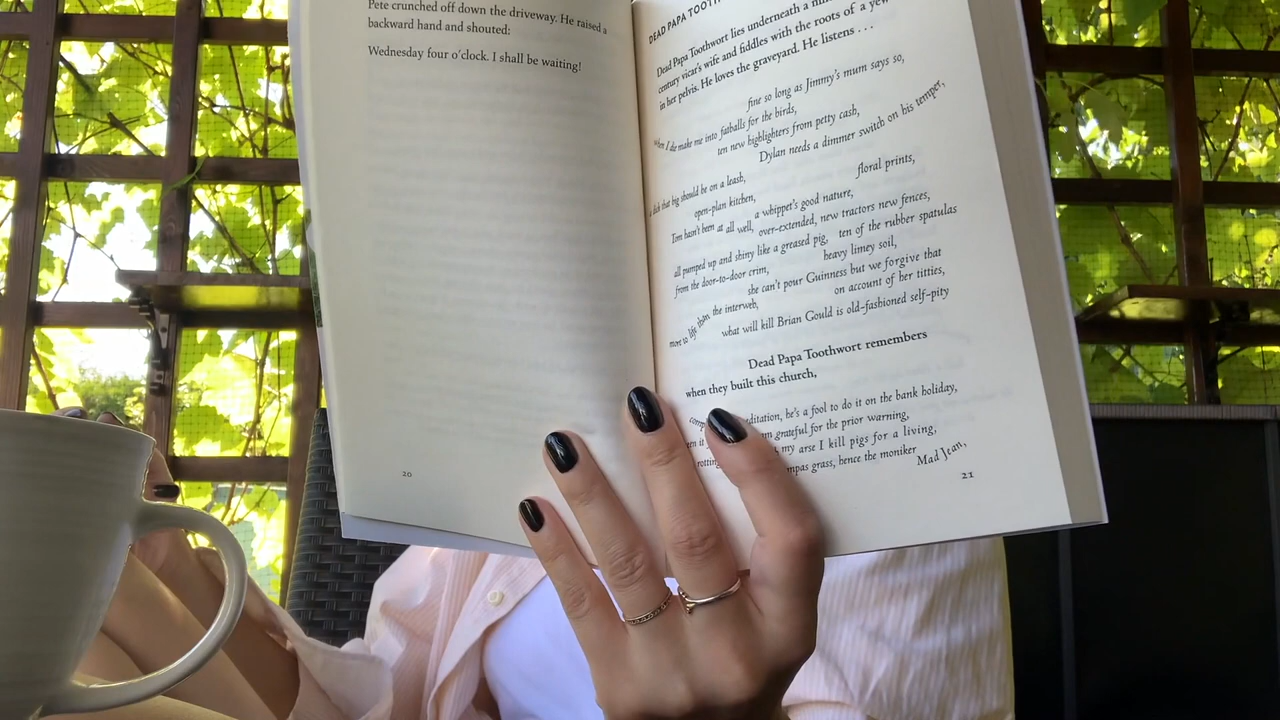 Pete crunched off down the driveway. He raised a
backward hand and shouted:
Wednesday four o'clock. I shall be waiting!
20
DEAD PAPA
Dead Papa Toothwort lies underneath a
century vicar's wife and fiddles with the roots of a yew
in her pelvis. He loves the graveyard. He listens . . .
fine so long as Jimmy's mum says so,
when I die make me into fatballs for the birds,
ten new highlighters from petty cash,
Dylan needs a dimmer switch on his temper,
a dick that big should be on a leash,
floral prints,
open-plan kitchen,
a whippet's good nature,
Tom hasn't been at all well,
over-extended, new tractors new fences,
all pumped up and shiny like a greased pig,
ten of the rubber spatulas
from the door-to-door crim,
heavy limey soil,
she can't pour Guinness but we forgive that
more to life than the interweb,
on account of her titties,
what will kill Brian Gould is old-fashioned self-pity
Dead Papa Toothwort remembers
when they built this church,
he's a fool to do it on the bank holiday,
grateful for the prior warning,
my arse I kill pigs for a living,
grass, hence the moniker
Mad Jean,
21